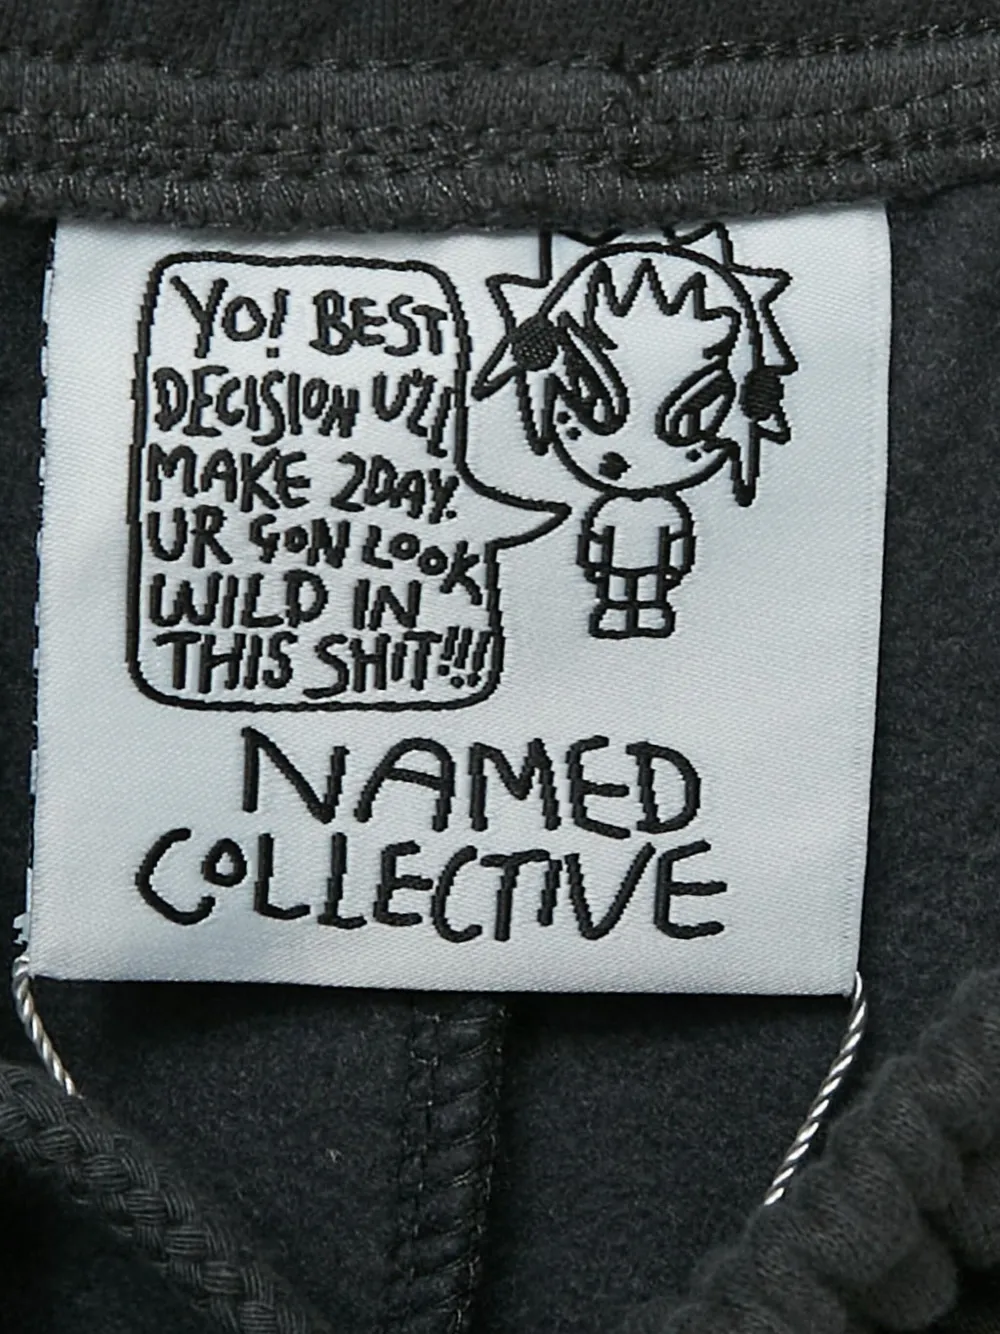 YO! BEST
DECISION U'LL
MAKE 2DAY.
UR GON LOOK
WILD IN
THIS SHIT!!!
NAMED
COLLECTIVE